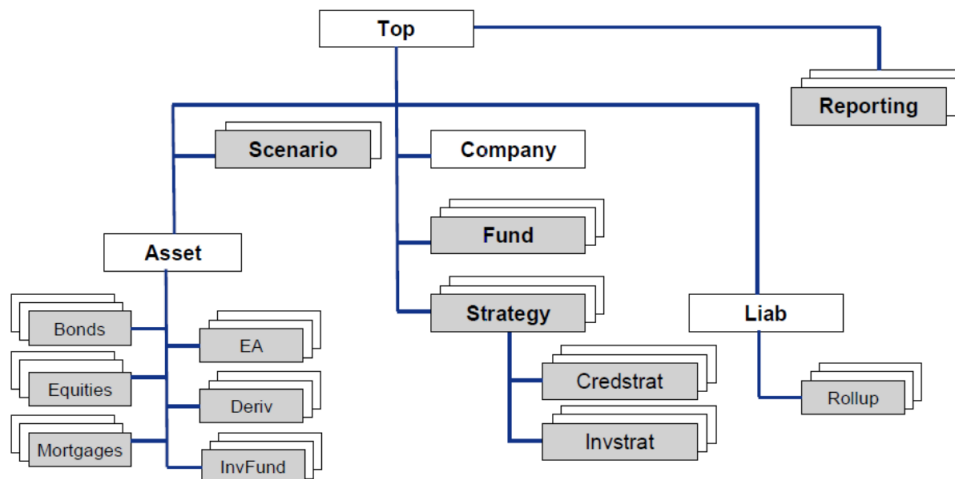 Top
Reporting
Scenario
Company
Fund
Asset
Strategy
Liab
Bonds
EA
Equities
Credstrat
Rollup
Deriv
Mortgages
Invstrat
InvFund